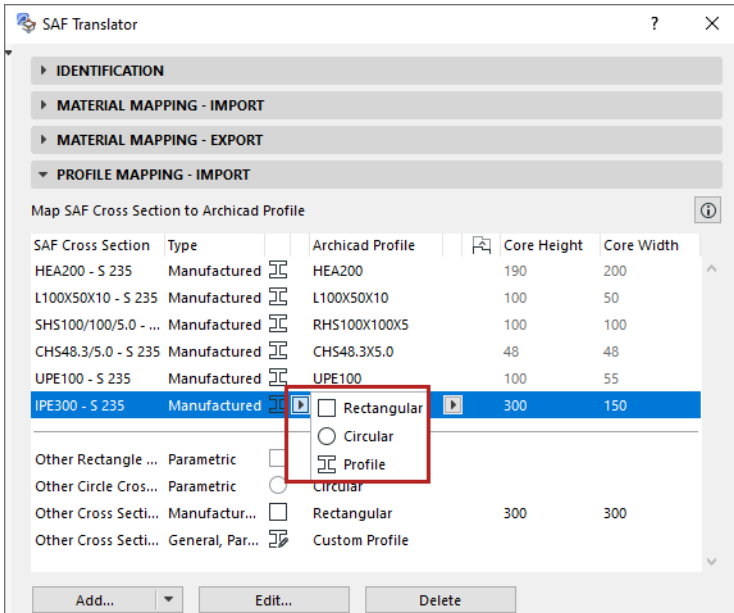 SAF Translator ?
IDENTIFICATION
MATERIAL MAPPING - IMPORT
MATERIAL MAPPING - EXPORT
PROFILE MAPPING - IMPORT
Map SAF Cross Section to Archicad Profile
SAF Cross Section Type Archicad Profile Core Height Core Width
HEA200 - S 235 Manufactured HEA200 190 200
L100X50X10 - S 235 Manufactured L100X50X10 100 50
SHS100/100/5.0 - ... Manufactured RHS100X100X5 100 100
CHS48.3/5.0 - S 235 Manufactured CHS48.3X5.0 48 48
UPE100 - S 235 Manufactured UPE100 100 55
IPE300 - S 235 Manufactured 300 150
Rectangular
Circular
Profile
Other Rectangle ... Parametric
Other Circle Cros... Parametric Circular
Other Cross Secti... Manufactur... Rectangular 300 300
Other Cross Secti... General, Par... Custom Profile
Add... Edit... Delete